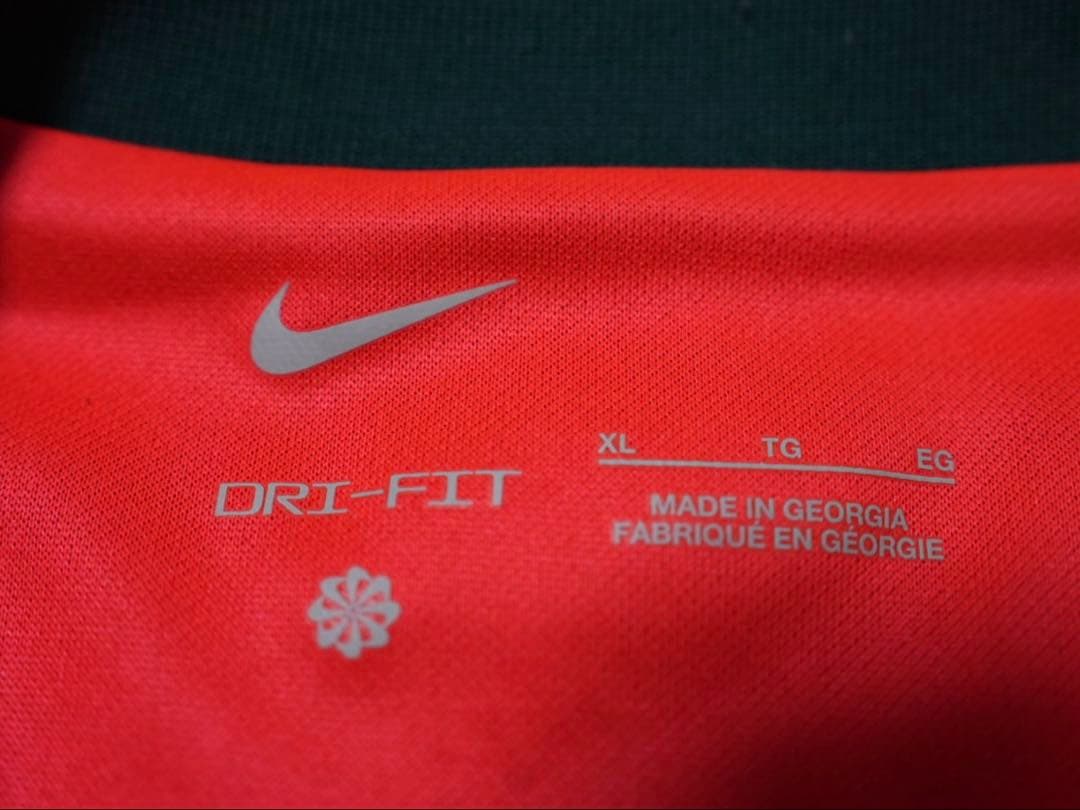 DRI-FIT
XL TG EG
MADE IN GEORGIA
FABRIQUÉ EN GÉORGIE